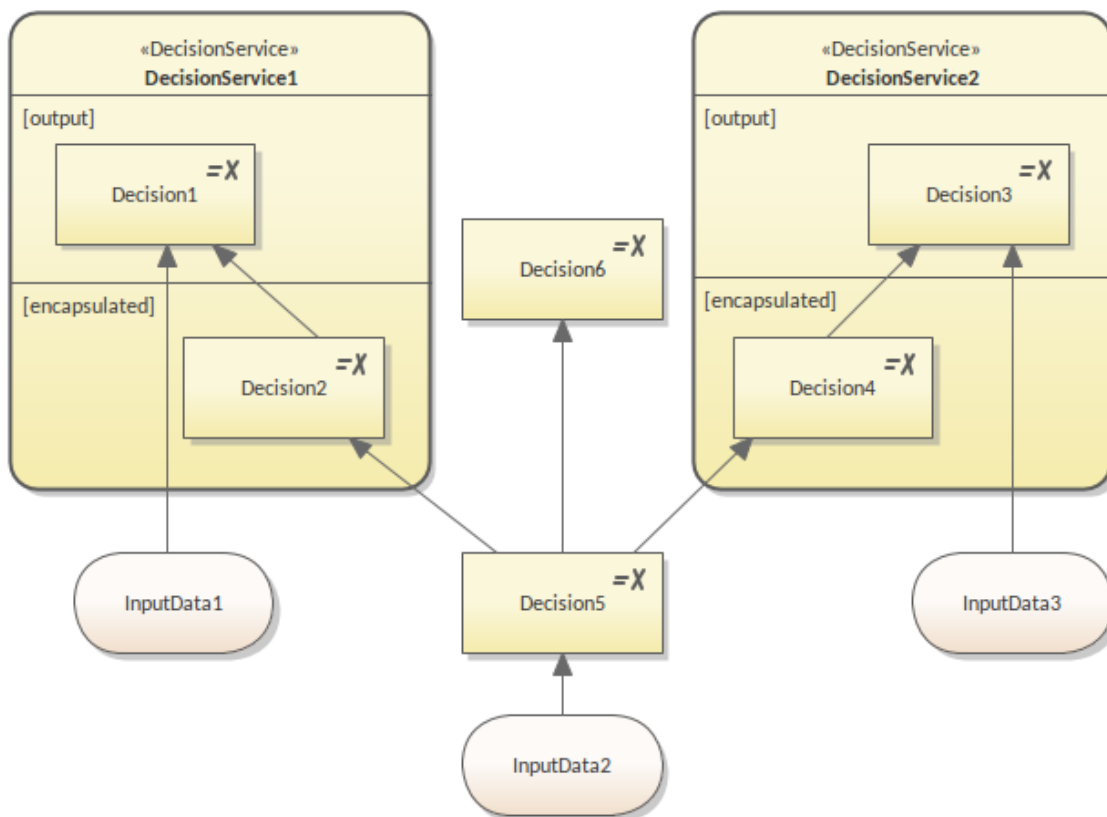 «DecisionService»
DecisionService1
[output]
=X
Decision1
[encapsulated]
=X
Decision2
«DecisionService»
DecisionService2
[output]
=X
Decision3
[encapsulated]
=X
Decision4
=X
Decision6
=X
Decision5
InputData1
InputData3
InputData2